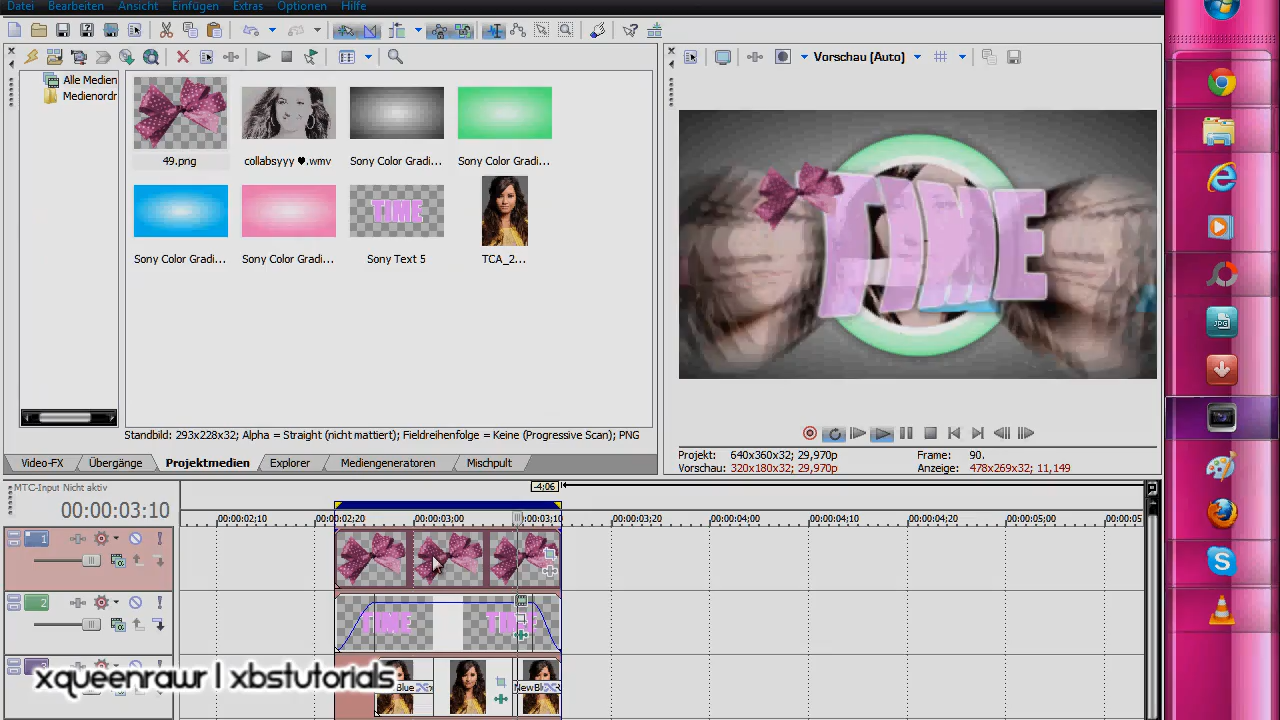 Datei Bearbeiten Ansicht Einfügen Extras Optionen Hilfe
Alle Medien
Medienordr
49.png
collabsyyy ♥.wmv
Sony Color Gradi...
Sony Color Gradi...
TIME
Sony Color Gradi...
Sony Color Gradi...
Sony Text 5
TCA_2...
Standbild: 293x228x32; Alpha = Straight (nicht mattiert); Fieldreihenfolge = Keine (Progressive Scan); PNG
Video-FX Übergänge Projektmedien Explorer Mediengeneratoren Mischpult
Vorschau (Auto)
TIME
Projekt: 640x360x32; 29,970p
Frame: 90.
Vorschau: 320x180x32; 29,970p
Anzeige: 478x269x32; 11,149
JPG
MTC-Input Nicht aktiv
00:00:03:10
-4;06
00:00:02;10 00:00:02;20 00:00:03;00 0:00:03;10 00:00:03;20 00:00:04;00 00:00:04;10 00:00:04;20 00:00:05;00 00:00:05
1
2
TIME
3
Blue
NewBl
xqueenrawr | xbstutorials